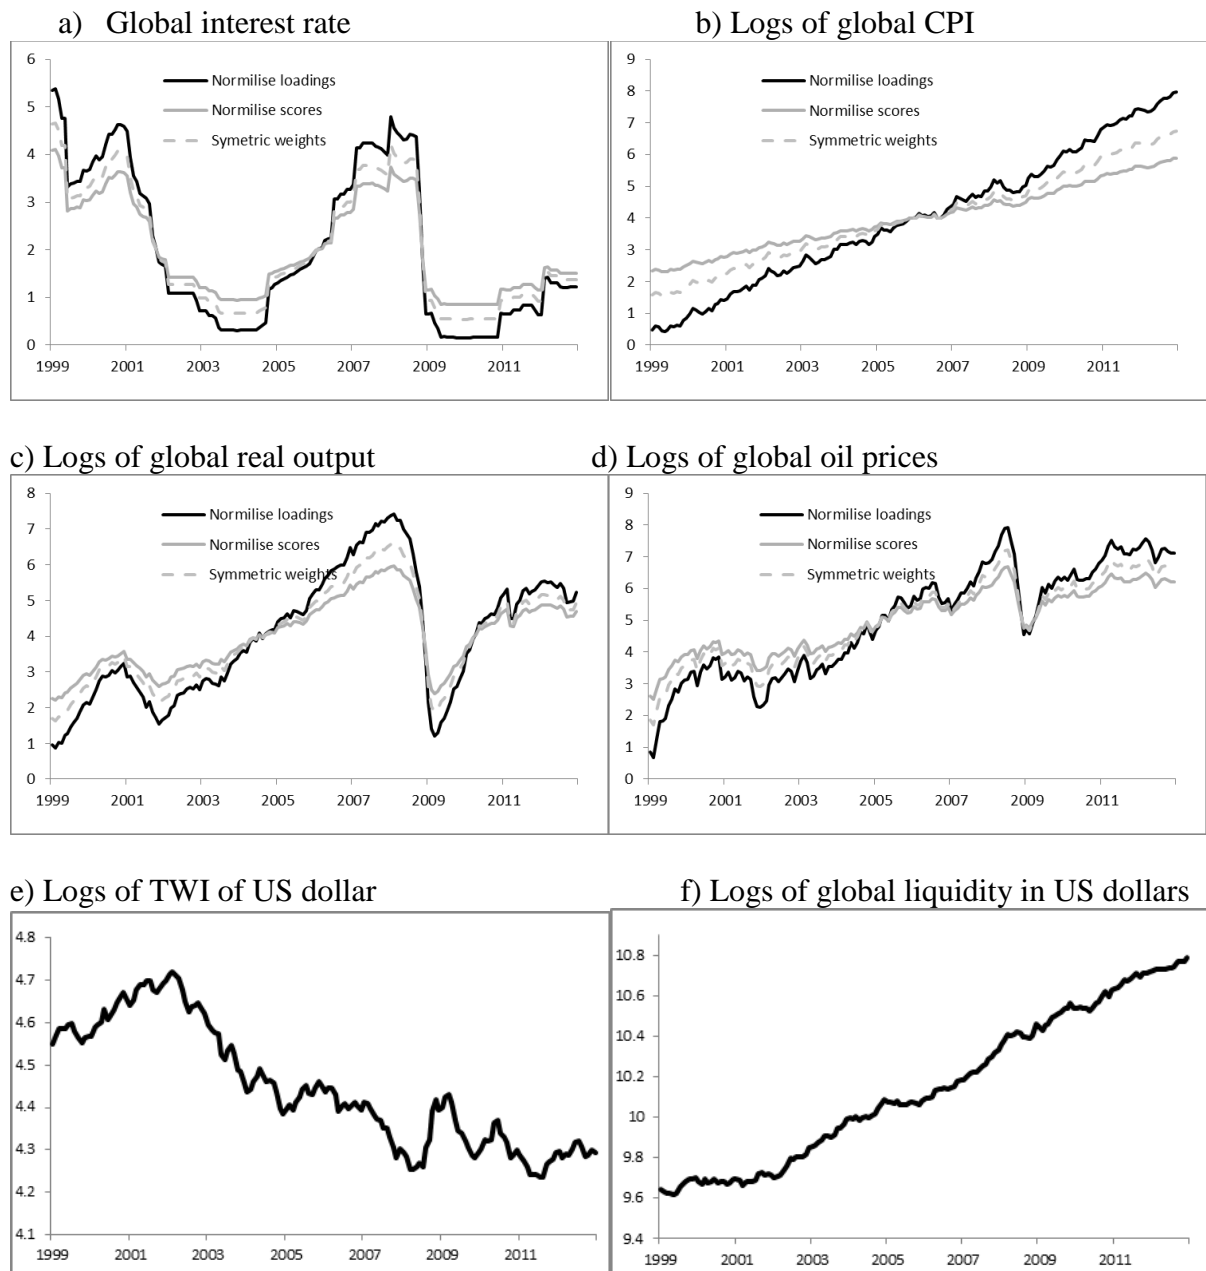 a) Global interest rate
b) Logs of global CPI
6
5
4
3
2
1
0
Normilise loadings
Normilise scores
Symetric weights
1999 2001 2003 2005 2007 2009 2011
9
8
7
6
5
4
3
2
1
0
Normilise loadings
Normilise scores
Symetric weights
1999 2001 2003 2005 2007 2009 2011
c) Logs of global real output
d) Logs of global oil prices
8
7
6
5
4
3
2
1
0
Normilise loadings
Normilise scores
Symmetric weights
1999 2001 2003 2005 2007 2009 2011
9
8
7
6
5
4
3
2
1
0
Normilise loadings
Normilise scores
Symmetric weights
1999 2001 2003 2005 2007 2009 2011
e) Logs of TWI of US dollar
f) Logs of global liquidity in US dollars
4.8
4.7
4.6
4.5
4.4
4.3
4.2
4.1
1999 2001 2003 2005 2007 2009 2011
10.8
10.6
10.4
10.2
10
9.8
9.6
9.4
1999 2001 2003 2005 2007 2009 2011